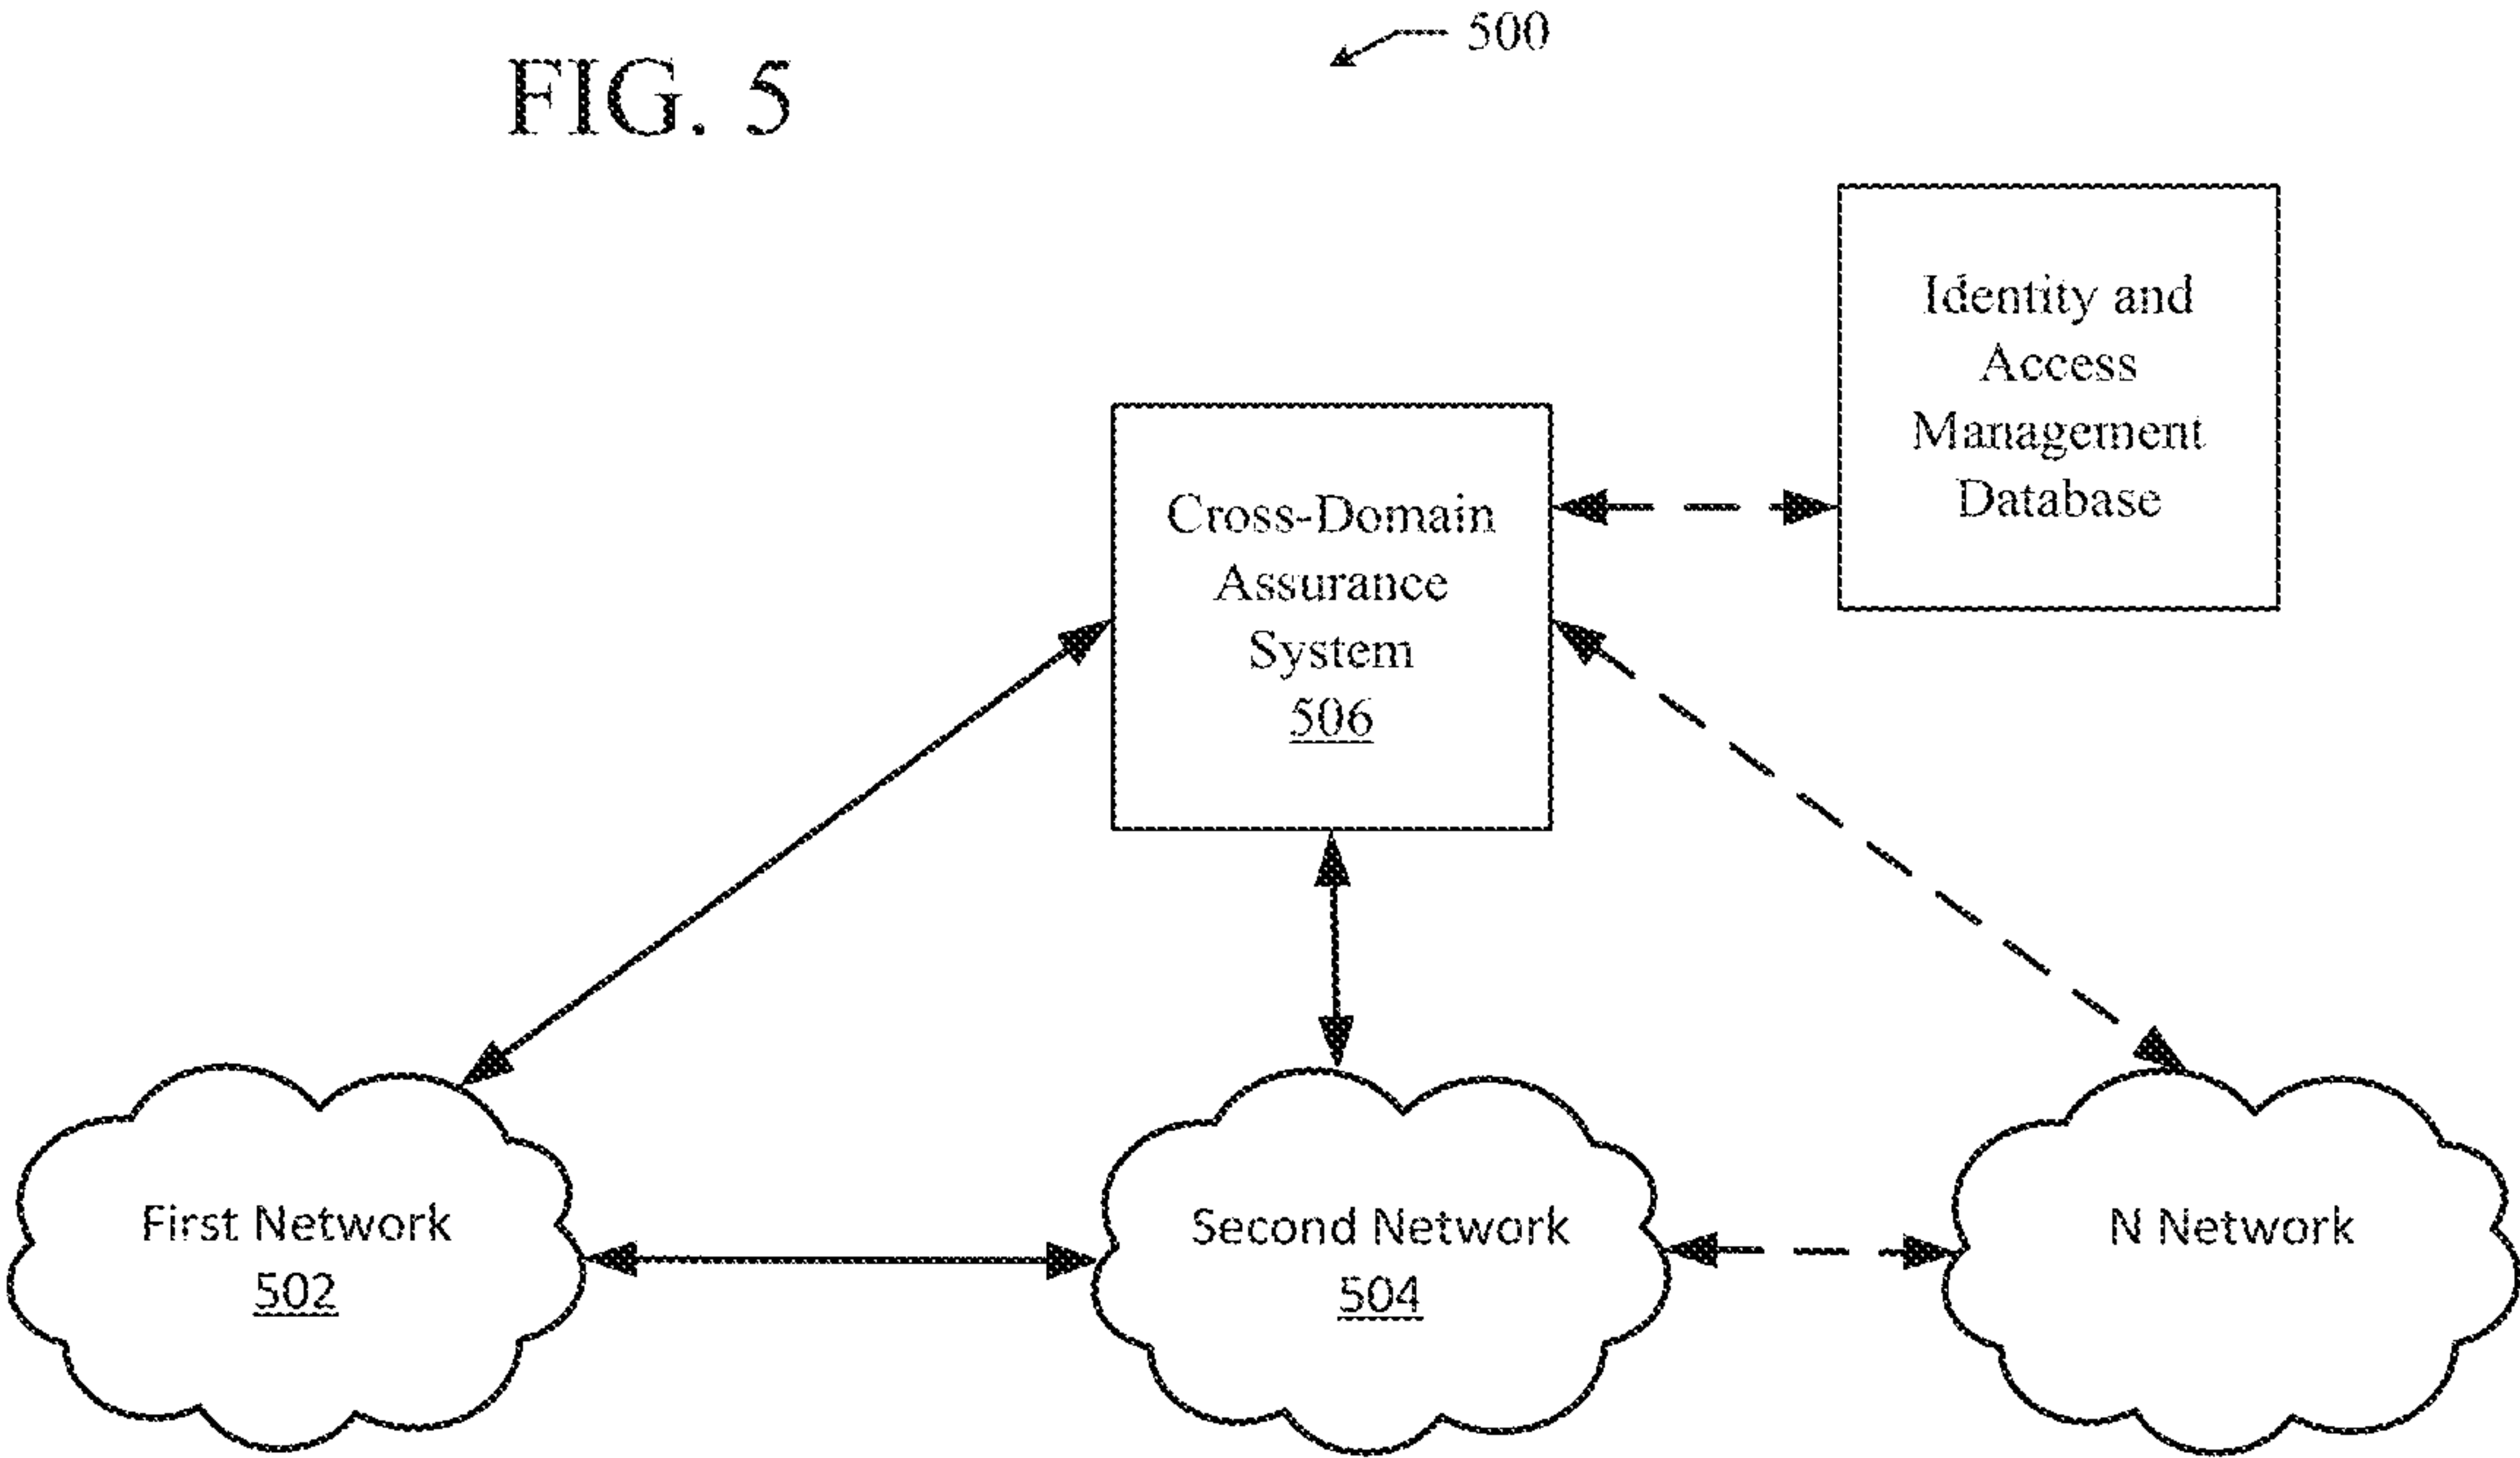 500
FIG. 5
Identity and
Access
Management
Database
Cross-Domain
Assurance
System
506
First Network
502
Second Network
504
N Network